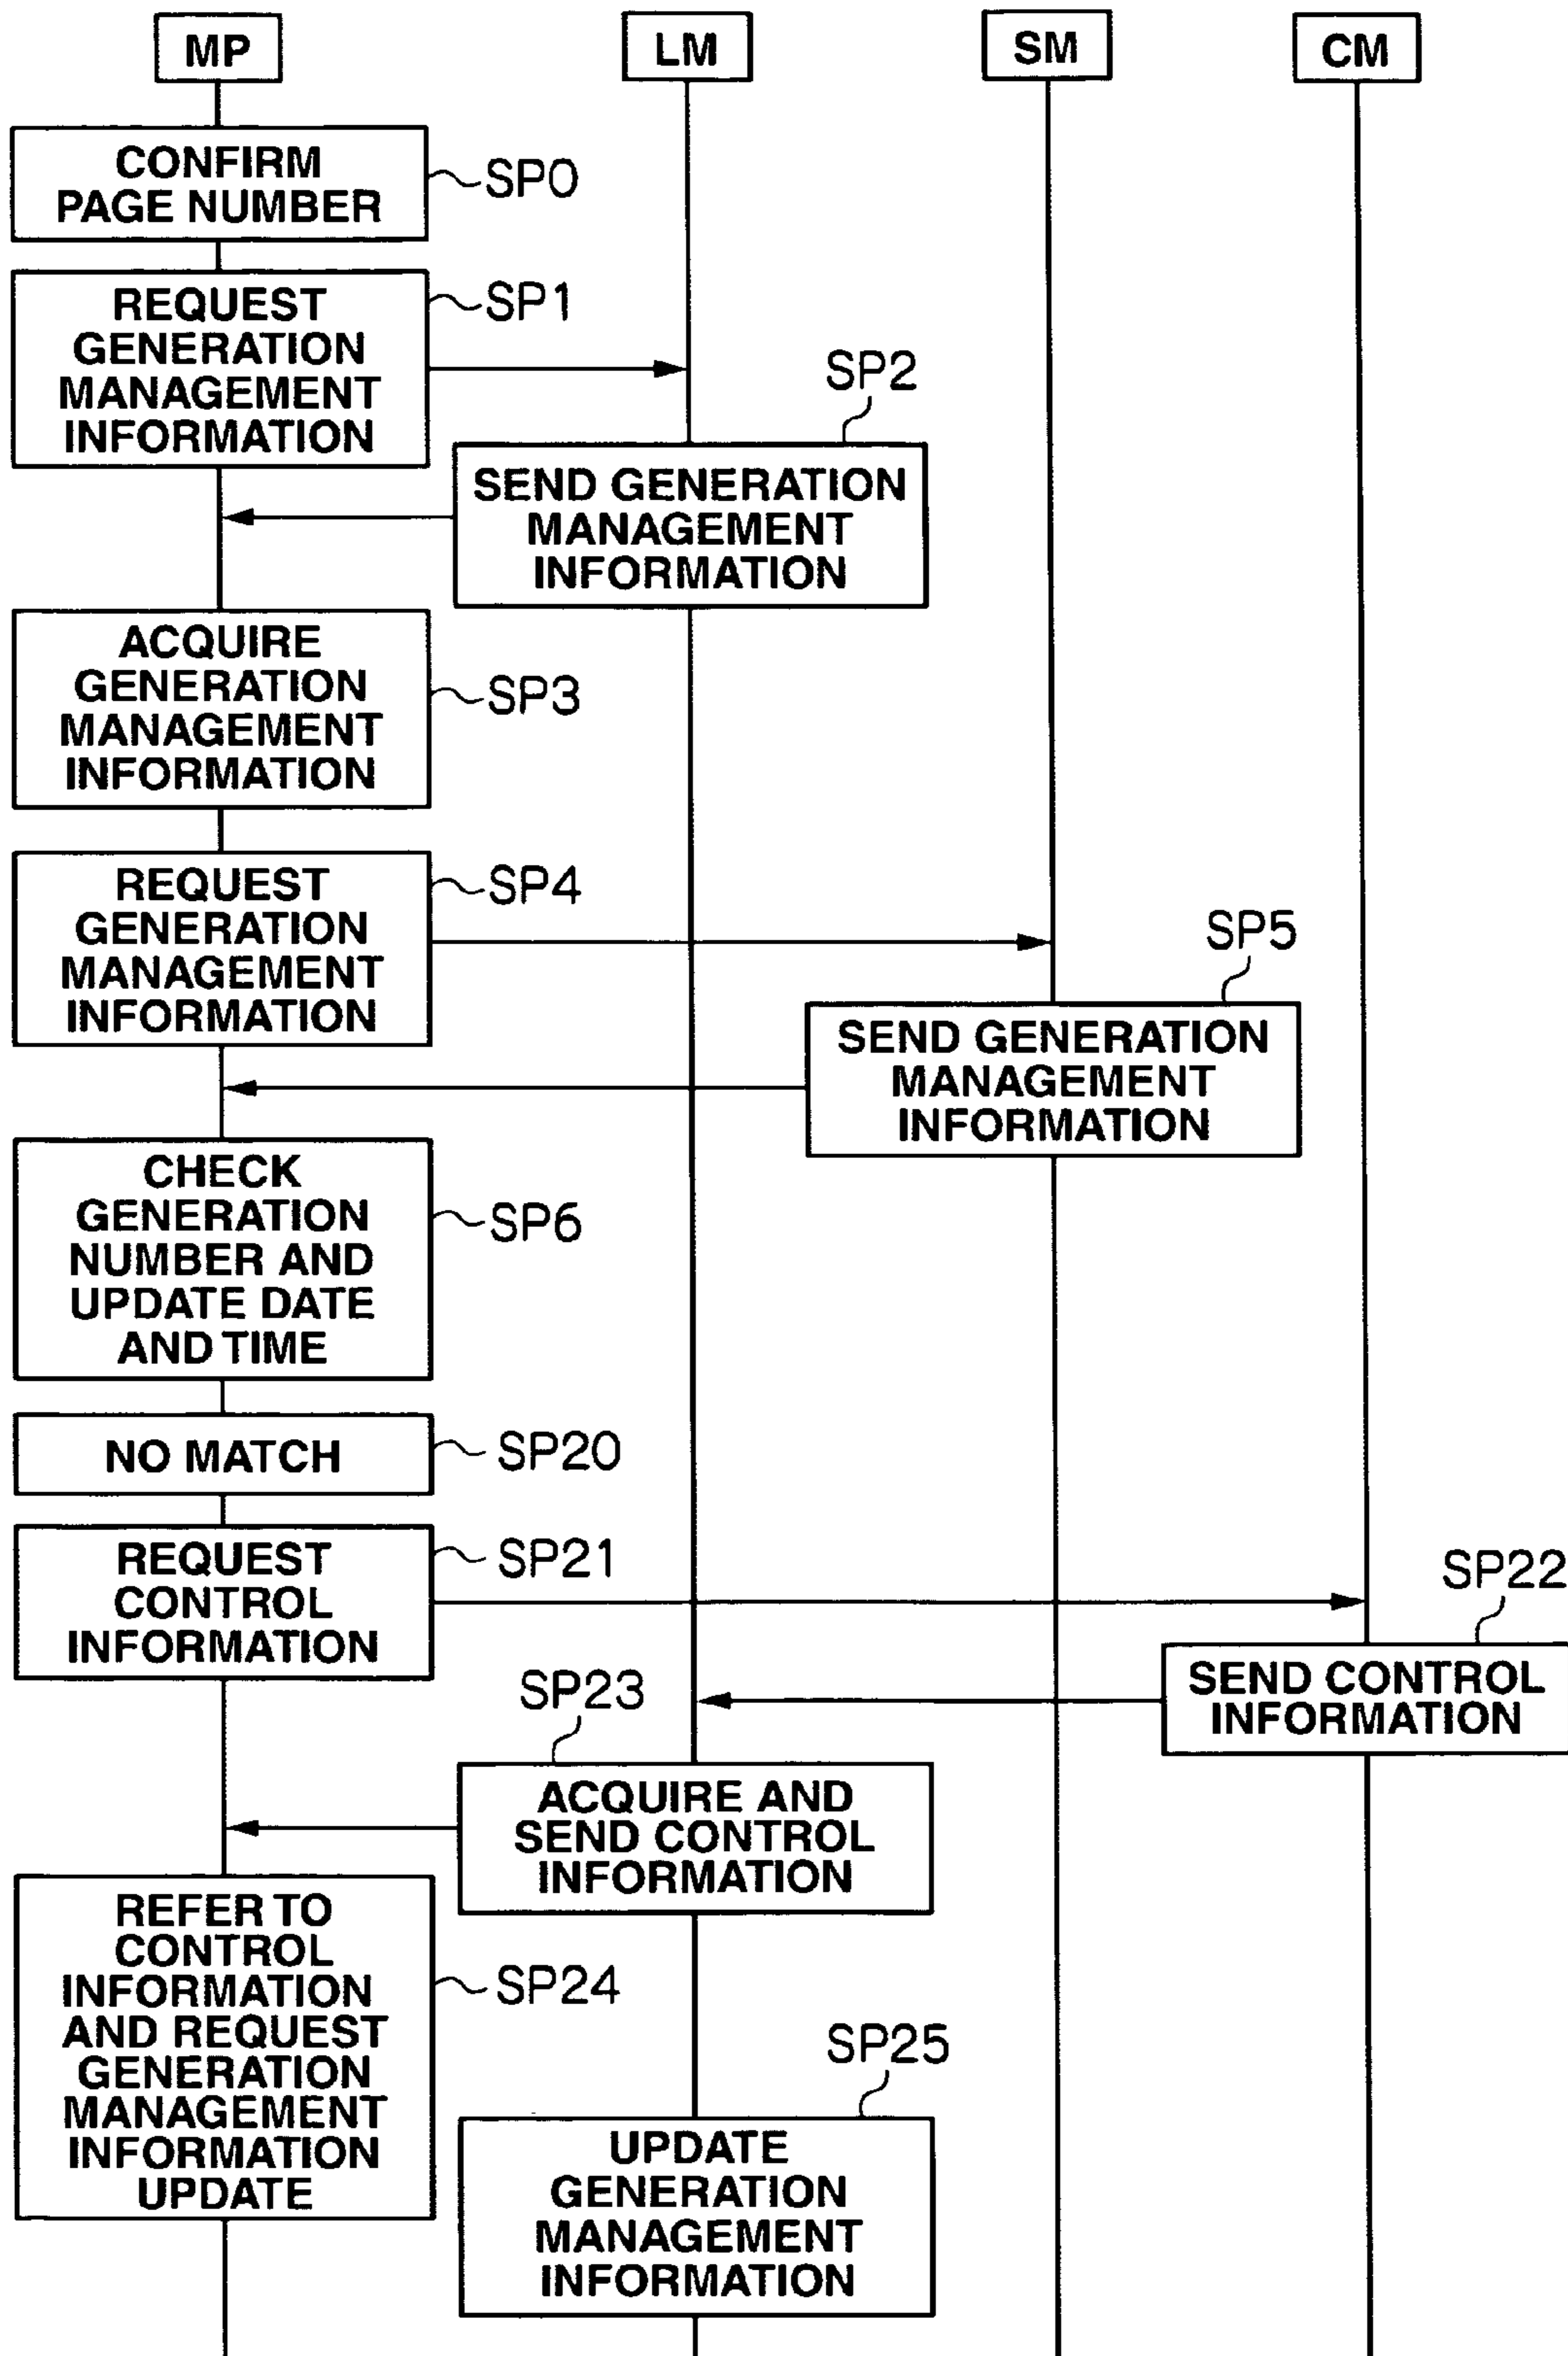 MP
LM
SM
CM
CONFIRM
PAGE NUMBER
SP0
REQUEST
GENERATION
MANAGEMENT
INFORMATION
SP1
SP2
SEND GENERATION
MANAGEMENT
INFORMATION
ACQUIRE
GENERATION
MANAGEMENT
INFORMATION
SP3
REQUEST
GENERATION
MANAGEMENT
INFORMATION
SP4
SP5
SEND GENERATION
MANAGEMENT
INFORMATION
CHECK
GENERATION
NUMBER AND
UPDATE DATE
AND TIME
SP6
NO MATCH
SP20
REQUEST
CONTROL
INFORMATION
SP21
SP22
SEND CONTROL
INFORMATION
SP23
ACQUIRE AND
SEND CONTROL
INFORMATION
REFER TO
CONTROL
INFORMATION
AND REQUEST
GENERATION
MANAGEMENT
INFORMATION
UPDATE
SP24
SP25
UPDATE
GENERATION
MANAGEMENT
INFORMATION